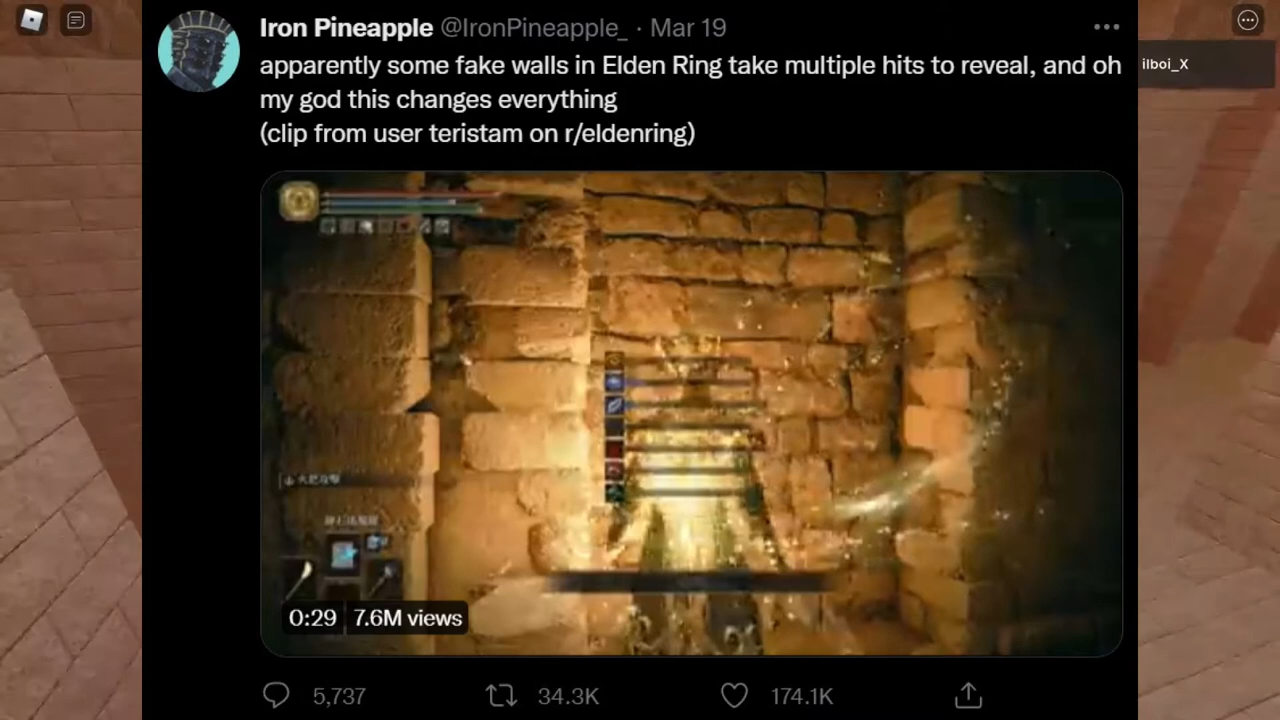 Iron Pineapple @IronPineapple_ · Mar 19
apparently some fake walls in Elden Ring take multiple hits to reveal, and oh
my god this changes everything
(clip from user teristam on r/eldenring)
ilboi_X
0:29 7.6M views
5,737 34.3K 174.1K